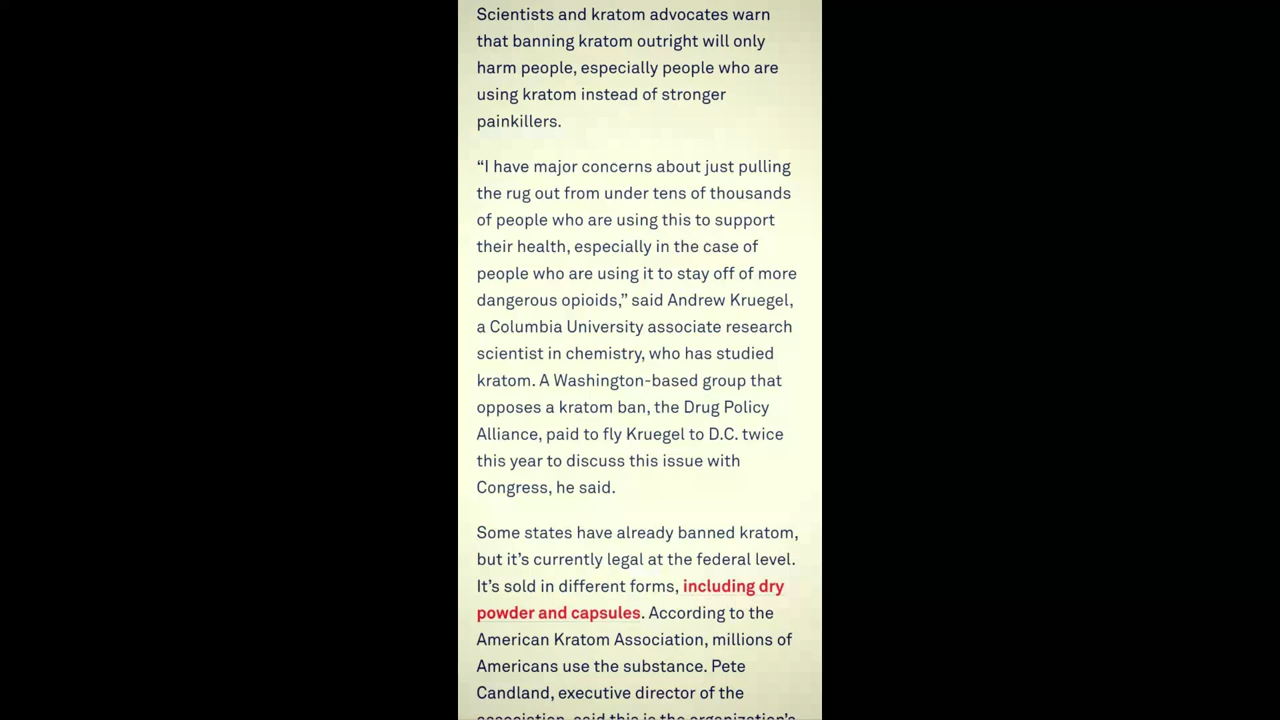 Scientists and kratom advocates warn
that banning kratom outright will only
harm people, especially people who are
using kratom instead of stronger
painkillers.
“I have major concerns about just pulling
the rug out from under tens of thousands
of people who are using this to support
their health, especially in the case of
people who are using it to stay off of more
dangerous opioids,” said Andrew Kruegel,
a Columbia University associate research
scientist in chemistry, who has studied
kratom. A Washington-based group that
opposes a kratom ban, the Drug Policy
Alliance, paid to fly Kruegel to D.C. twice
this year to discuss this issue with
Congress, he said.
Some states have already banned kratom,
but it’s currently legal at the federal level.
It’s sold in different forms, including dry
powder and capsules. According to the
American Kratom Association, millions of
Americans use the substance. Pete
Candland, executive director of the
association, said this is the organization’s